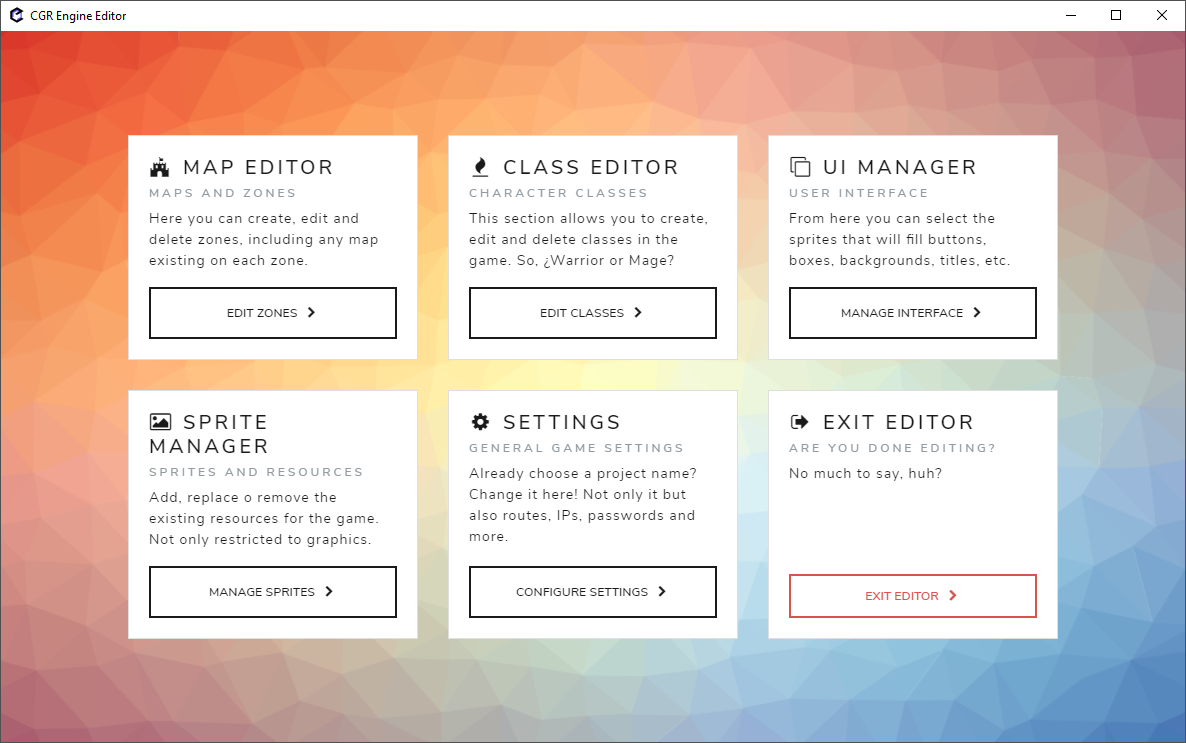 CGR Engine Editor
MAP EDITOR
MAPS AND ZONES
Here you can create, edit and
delete zones, including any map
existing on each zone.
EDIT ZONES
CLASS EDITOR
CHARACTER CLASSES
This section allows you to create,
edit and delete classes in the
game. So, ¿Warrior or Mage?
EDIT CLASSES
UI MANAGER
USER INTERFACE
From here you can select the
sprites that will fill buttons,
boxes, backgrounds, titles, etc.
MANAGE INTERFACE
SPRITE
MANAGER
SPRITES AND RESOURCES
Add, replace o remove the
existing resources for the game.
Not only restricted to graphics.
MANAGE SPRITES
SETTINGS
GENERAL GAME SETTINGS
Already choose a project name?
Change it here! Not only it but
also routes, IPs, passwords and
more.
CONFIGURE SETTINGS
EXIT EDITOR
ARE YOU DONE EDITING?
No much to say, huh?
EXIT EDITOR